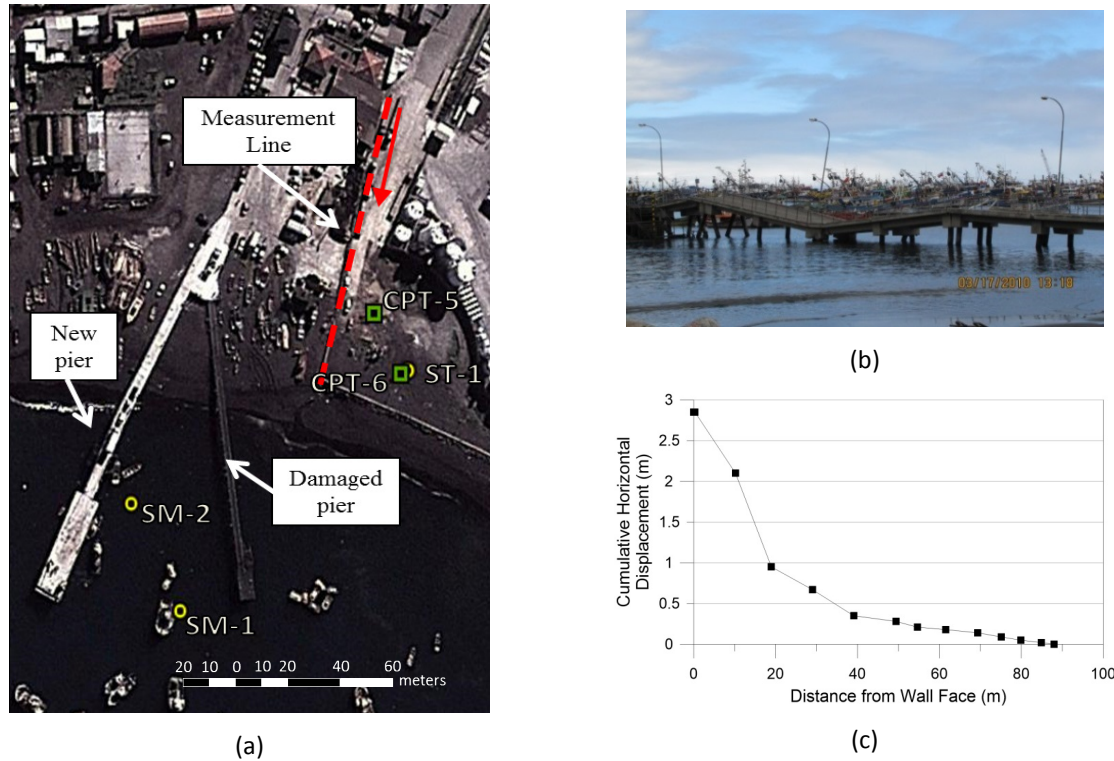 Measurement
Line
CPT-5
New
pier
CPT-6
ST-1
Damaged
pier
SM-2
SM-1
20 10 0 10 20 40 60
meters
(a)
03/17/2010 13:18
(b)
Cumulative Horizontal
Displacement (m)
3
2.5
2
1.5
1
0.5
0
0 20 40 60 80 100
Distance from Wall Face (m)
(c)